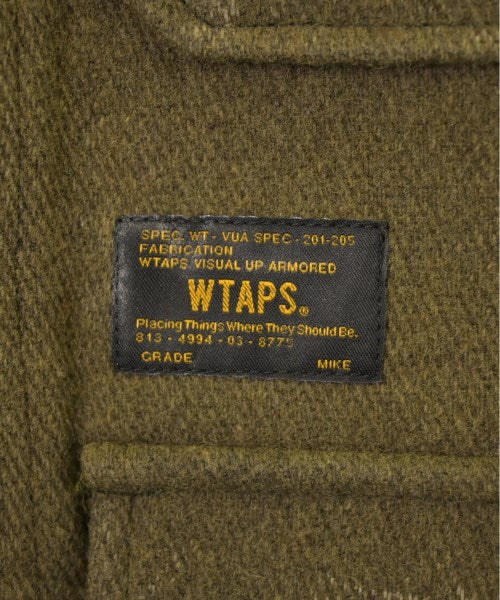 SPEC. WT - VUA SPEC - 201-205
FABRICATION
WTAPS VISUAL UP ARMORED
WTAPS®
Placing Things Where They Should Be.
813 - 4994 - 03 - 8775
GRADE MIKE